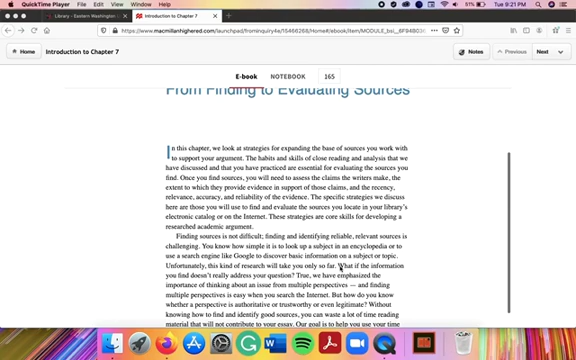 QuickTime Player File Edit View Window Help 51% Tue 9:21 PM
Library - Eastern Washington Introduction to Chapter 7
https://www.macmillanhighered.com/launchpad/frominquiry4e/
Home Introduction to Chapter 7 Notes Previous Next
E-book NOTEBOOK 165
From Finding to Evaluating Sources
In this chapter, we look at strategies for expanding the base of sources you work with
to support your argument. The habits and skills of close reading and analysis that we
have discussed and that you have practiced are essential for evaluating the sources you
find. Once you find sources, you will need to assess the claims the writers make, the
extent to which they provide evidence in support of those claims, and the recency,
relevance, accuracy, and reliability of the evidence. The specific strategies we discuss
here are those you will use to find and evaluate the sources you locate in your library's
electronic catalog or on the Internet. These strategies are core skills for developing a
researched academic argument.
Finding sources is not difficult; finding and identifying reliable, relevant sources is
challenging. You know how simple it is to look up a subject in an encyclopedia or to
use a search engine like Google to discover basic information on a subject or topic.
Unfortunately, this kind of research will take you only so far. What if the information
you find doesn't really address your question? True, we have emphasized the
importance of thinking about an issue from multiple perspectives — and finding
multiple perspectives is easy when you search the Internet. But how do you know
whether a perspective is authoritative or trustworthy or even legitimate? Without
knowing how to find and identify good sources, you can waste a lot of time reading
material that will not contribute to your essay. Our goal is to help you use your time